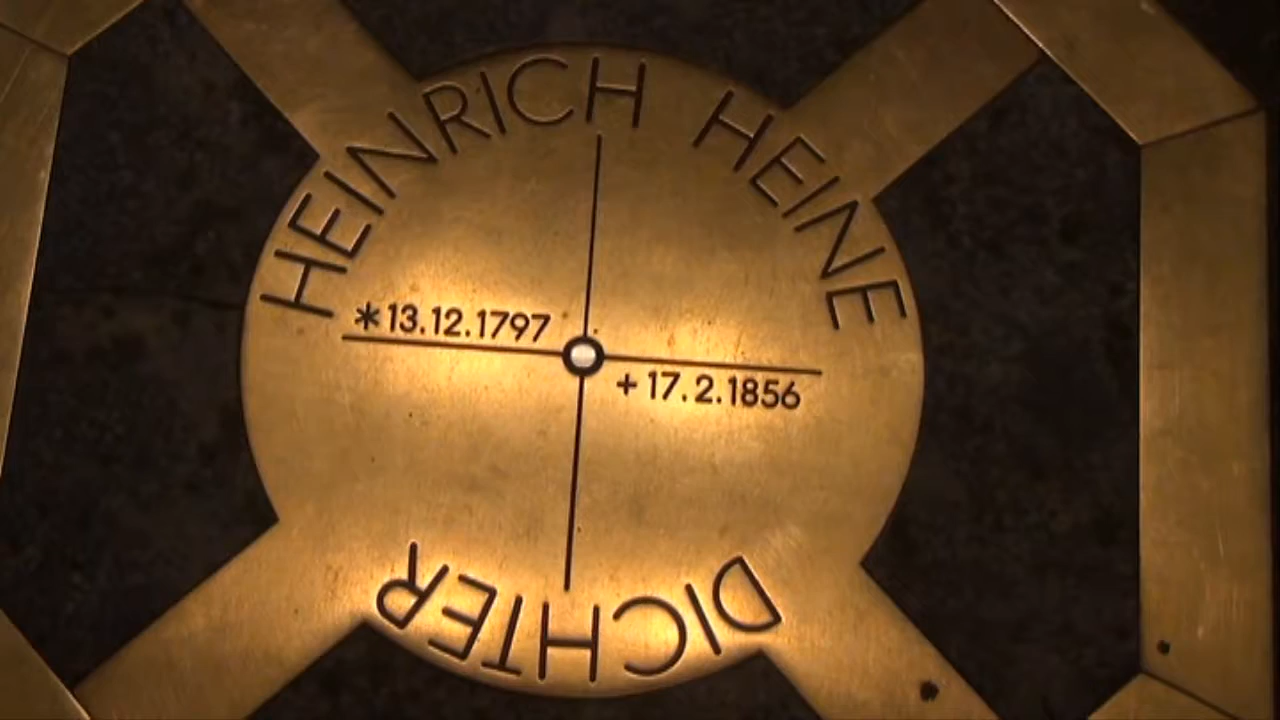 HEINRICH HEINE
*13.12.1797
+17.2.1856
DICHTER